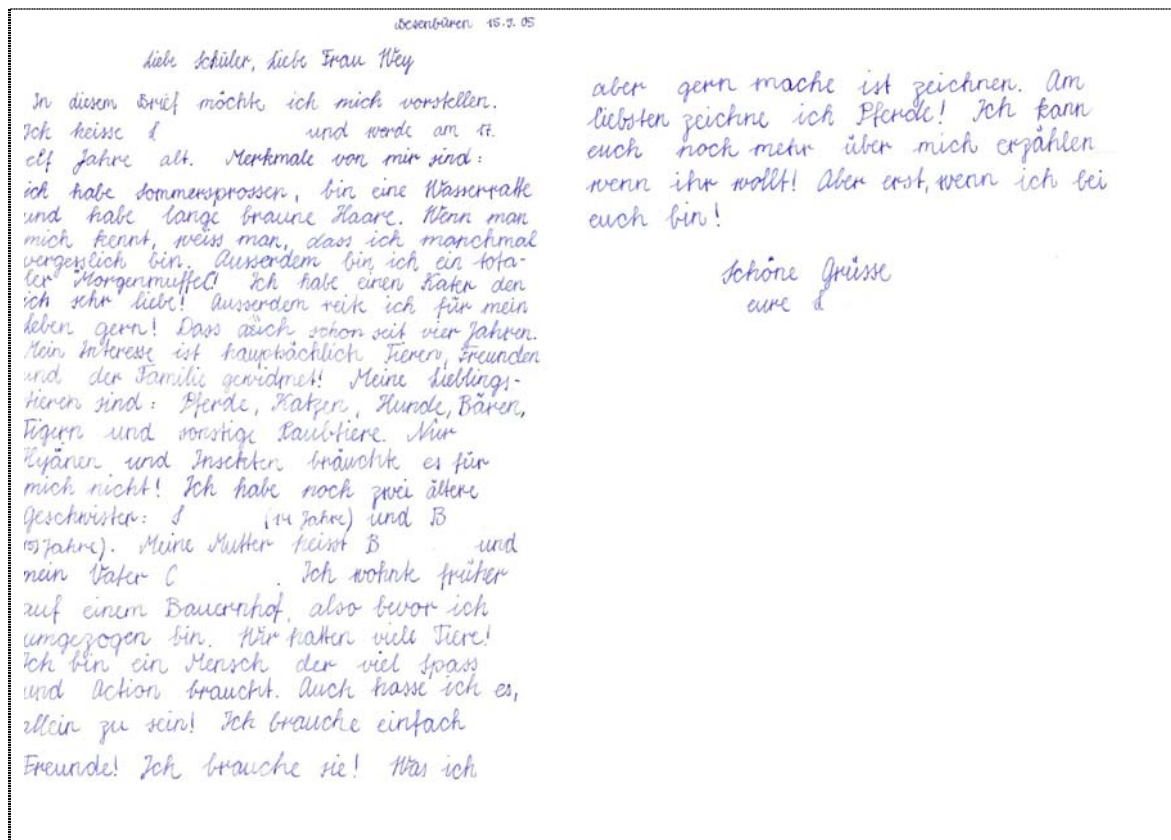 Besenbüren 15.9.05
Liebe Schüler, Liebe Frau Wey
In diesem Brief möchte ich mich vorstellen.
Ich heisse S und werde am 17.
elf Jahre alt. Merkmale von mir sind:
ich habe Sommersprossen, bin eine Wasserratte
und habe lange braune Haare. Wenn man
mich kennt, weiss man, dass ich manchmal
vergesslich bin. Ausserdem bin ich ein tota-
ler Morgenmuffel! Ich habe einen Kater den
ich sehr liebe! Ausserdem reite ich für mein
Leben gern! Dass auch schon seit vier Jahren.
Mein Interesse ist hauptsächlich Tieren, Freunden
und der Familie gewidmet! Meine Lieblings-
tieren sind: Pferde, Katzen, Hunde, Bären,
Tigern und sonstige Raubtiere. Nur
Hyänen und Insekten bräuchte es für
mich nicht! Ich habe noch zwei ältere
Geschwister: S (14 Jahre) und B
Jahre). Meine Mutter heisst B und
mein Vater C . Ich wohnte früher
auf einem Bauernhof, also bevor ich
umgezogen bin. Wir hatten viele Tiere!
Ich bin ein Mensch der viel Spass
und Action braucht. Auch hasse ich es,
allein zu sein! Ich brauche einfach
Freunde! Ich brauche sie! Was ich
aber gern mache ist zeichnen. Am
liebsten zeichne ich Pferde! Ich kann
euch noch mehr über mich erzählen
wenn ihr wollt! Aber erst, wenn ich bei
euch bin!
Schöne Grüsse
eure S